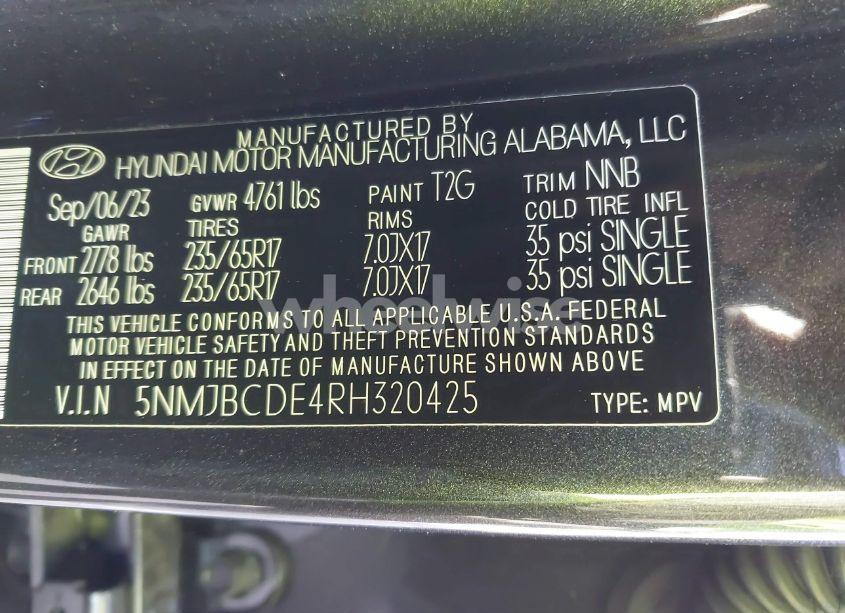 MANUFACTURED BY
HYUNDAI MOTOR MANUFACTURING ALABAMA, LLC
Sep/06/23 GVWR 4761 lbs PAINT T2G TRIM NNB
GAWR TIRES RIMS COLD TIRE INFL
FRONT 2778 lbs 235/65R17 7.0JX17 35 psi SINGLE
REAR 2646 lbs 235/65R17 7.0JX17 35 psi SINGLE
wheelwise
THIS VEHICLE CONFORMS TO ALL APPLICABLE U.S.A. FEDERAL
MOTOR VEHICLE SAFETY AND THEFT PREVENTION STANDARDS
IN EFFECT ON THE DATE OF MANUFACTURE SHOWN ABOVE
V.I.N 5NMJBCDE4RH320425 TYPE: MPV